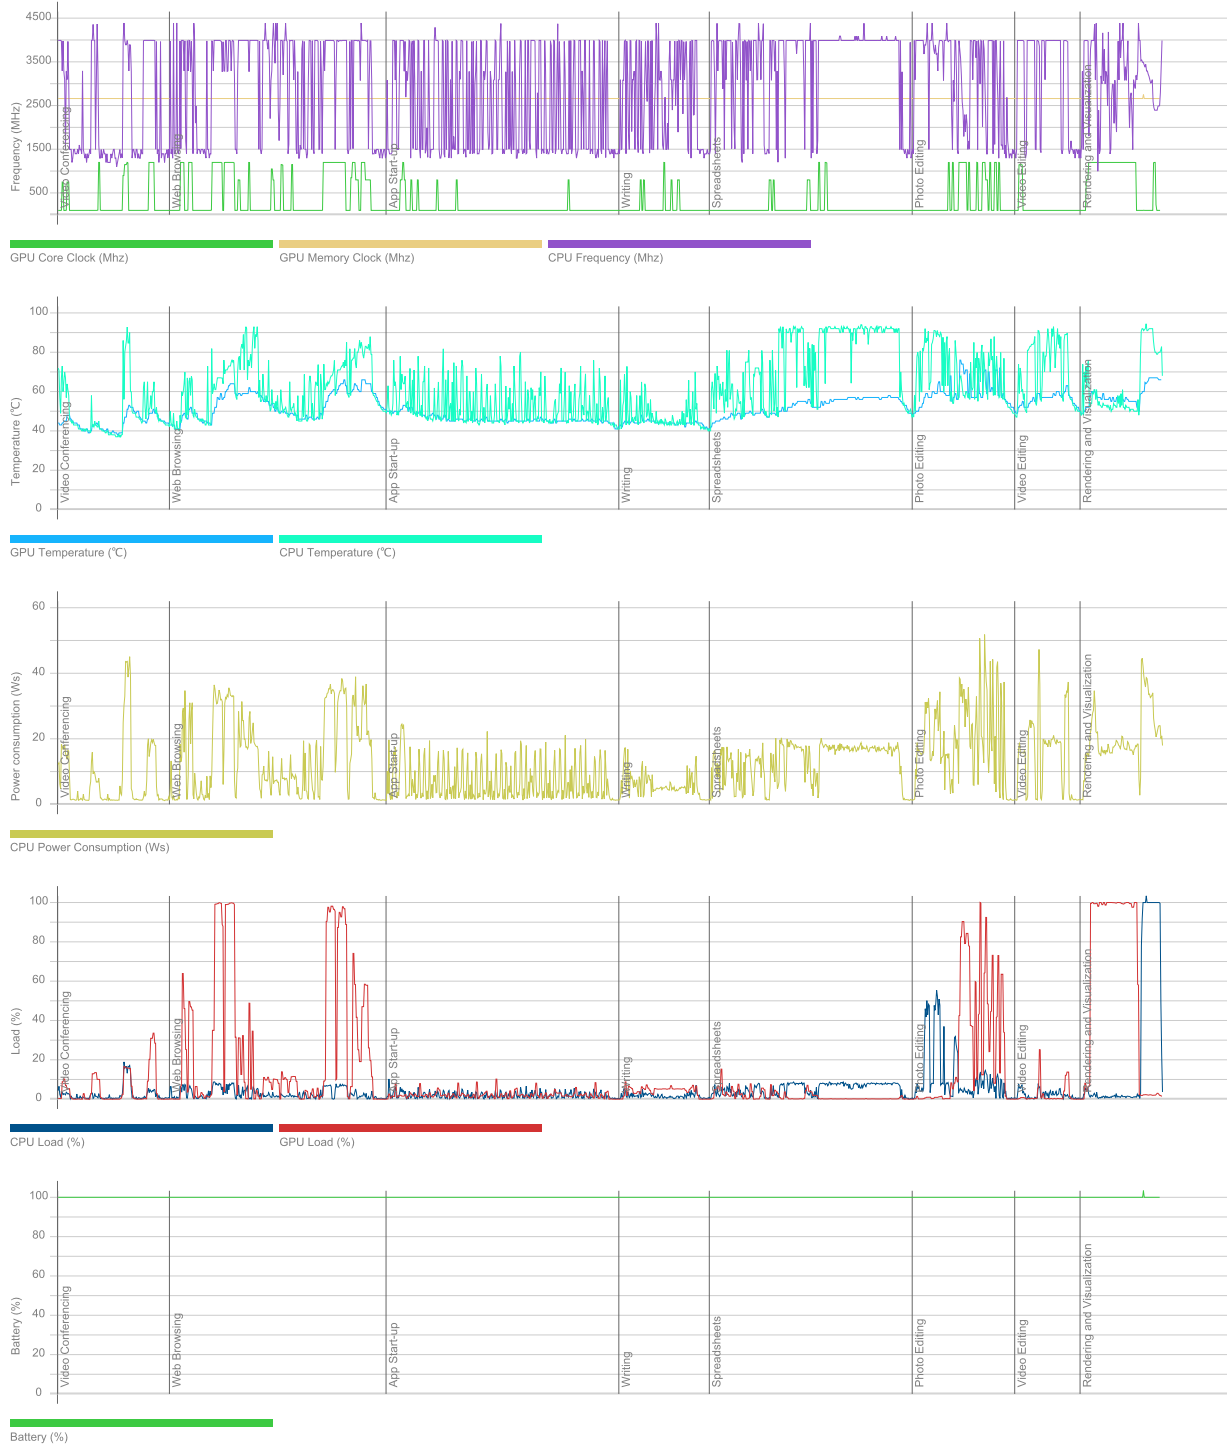 4500
3500
2500
1500
500
Frequency (MHz)
Video Conferencing
Web Browsing
App Start-up
Writing
Spreadsheets
Photo Editing
Video Editing
Rendering and Visualization
GPU Core Clock (Mhz)
GPU Memory Clock (Mhz)
CPU Frequency (Mhz)
100
80
60
40
20
0
Temperature (℃)
Video Conferencing
Web Browsing
App Start-up
Writing
Spreadsheets
Photo Editing
Video Editing
Rendering and Visualization
GPU Temperature (℃)
CPU Temperature (℃)
60
40
20
0
Power consumption (Ws)
Video Conferencing
Web Browsing
App Start-up
Writing
Spreadsheets
Photo Editing
Video Editing
Rendering and Visualization
CPU Power Consumption (Ws)
100
80
60
40
20
0
Load (%)
Video Conferencing
Web Browsing
App Start-up
Writing
Spreadsheets
Photo Editing
Video Editing
Rendering and Visualization
CPU Load (%)
GPU Load (%)
100
80
60
40
20
0
Battery (%)
Video Conferencing
Web Browsing
App Start-up
Writing
Spreadsheets
Photo Editing
Video Editing
Rendering and Visualization
Battery (%)